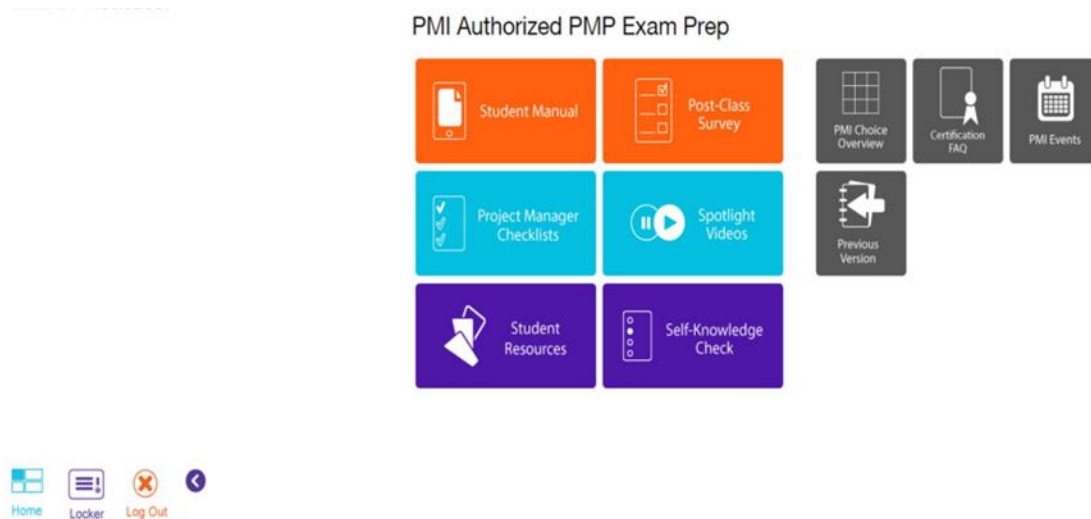 PMI Authorized PMP Exam Prep
Student Manual
Post-Class
Survey
PMI Choice
Overview
Certification
FAQ
PMI Events
Project Manager
Checklists
Spotlight
Videos
Previous
Version
Student
Resources
Self-Knowledge
Check
Home
Locker
Log Out